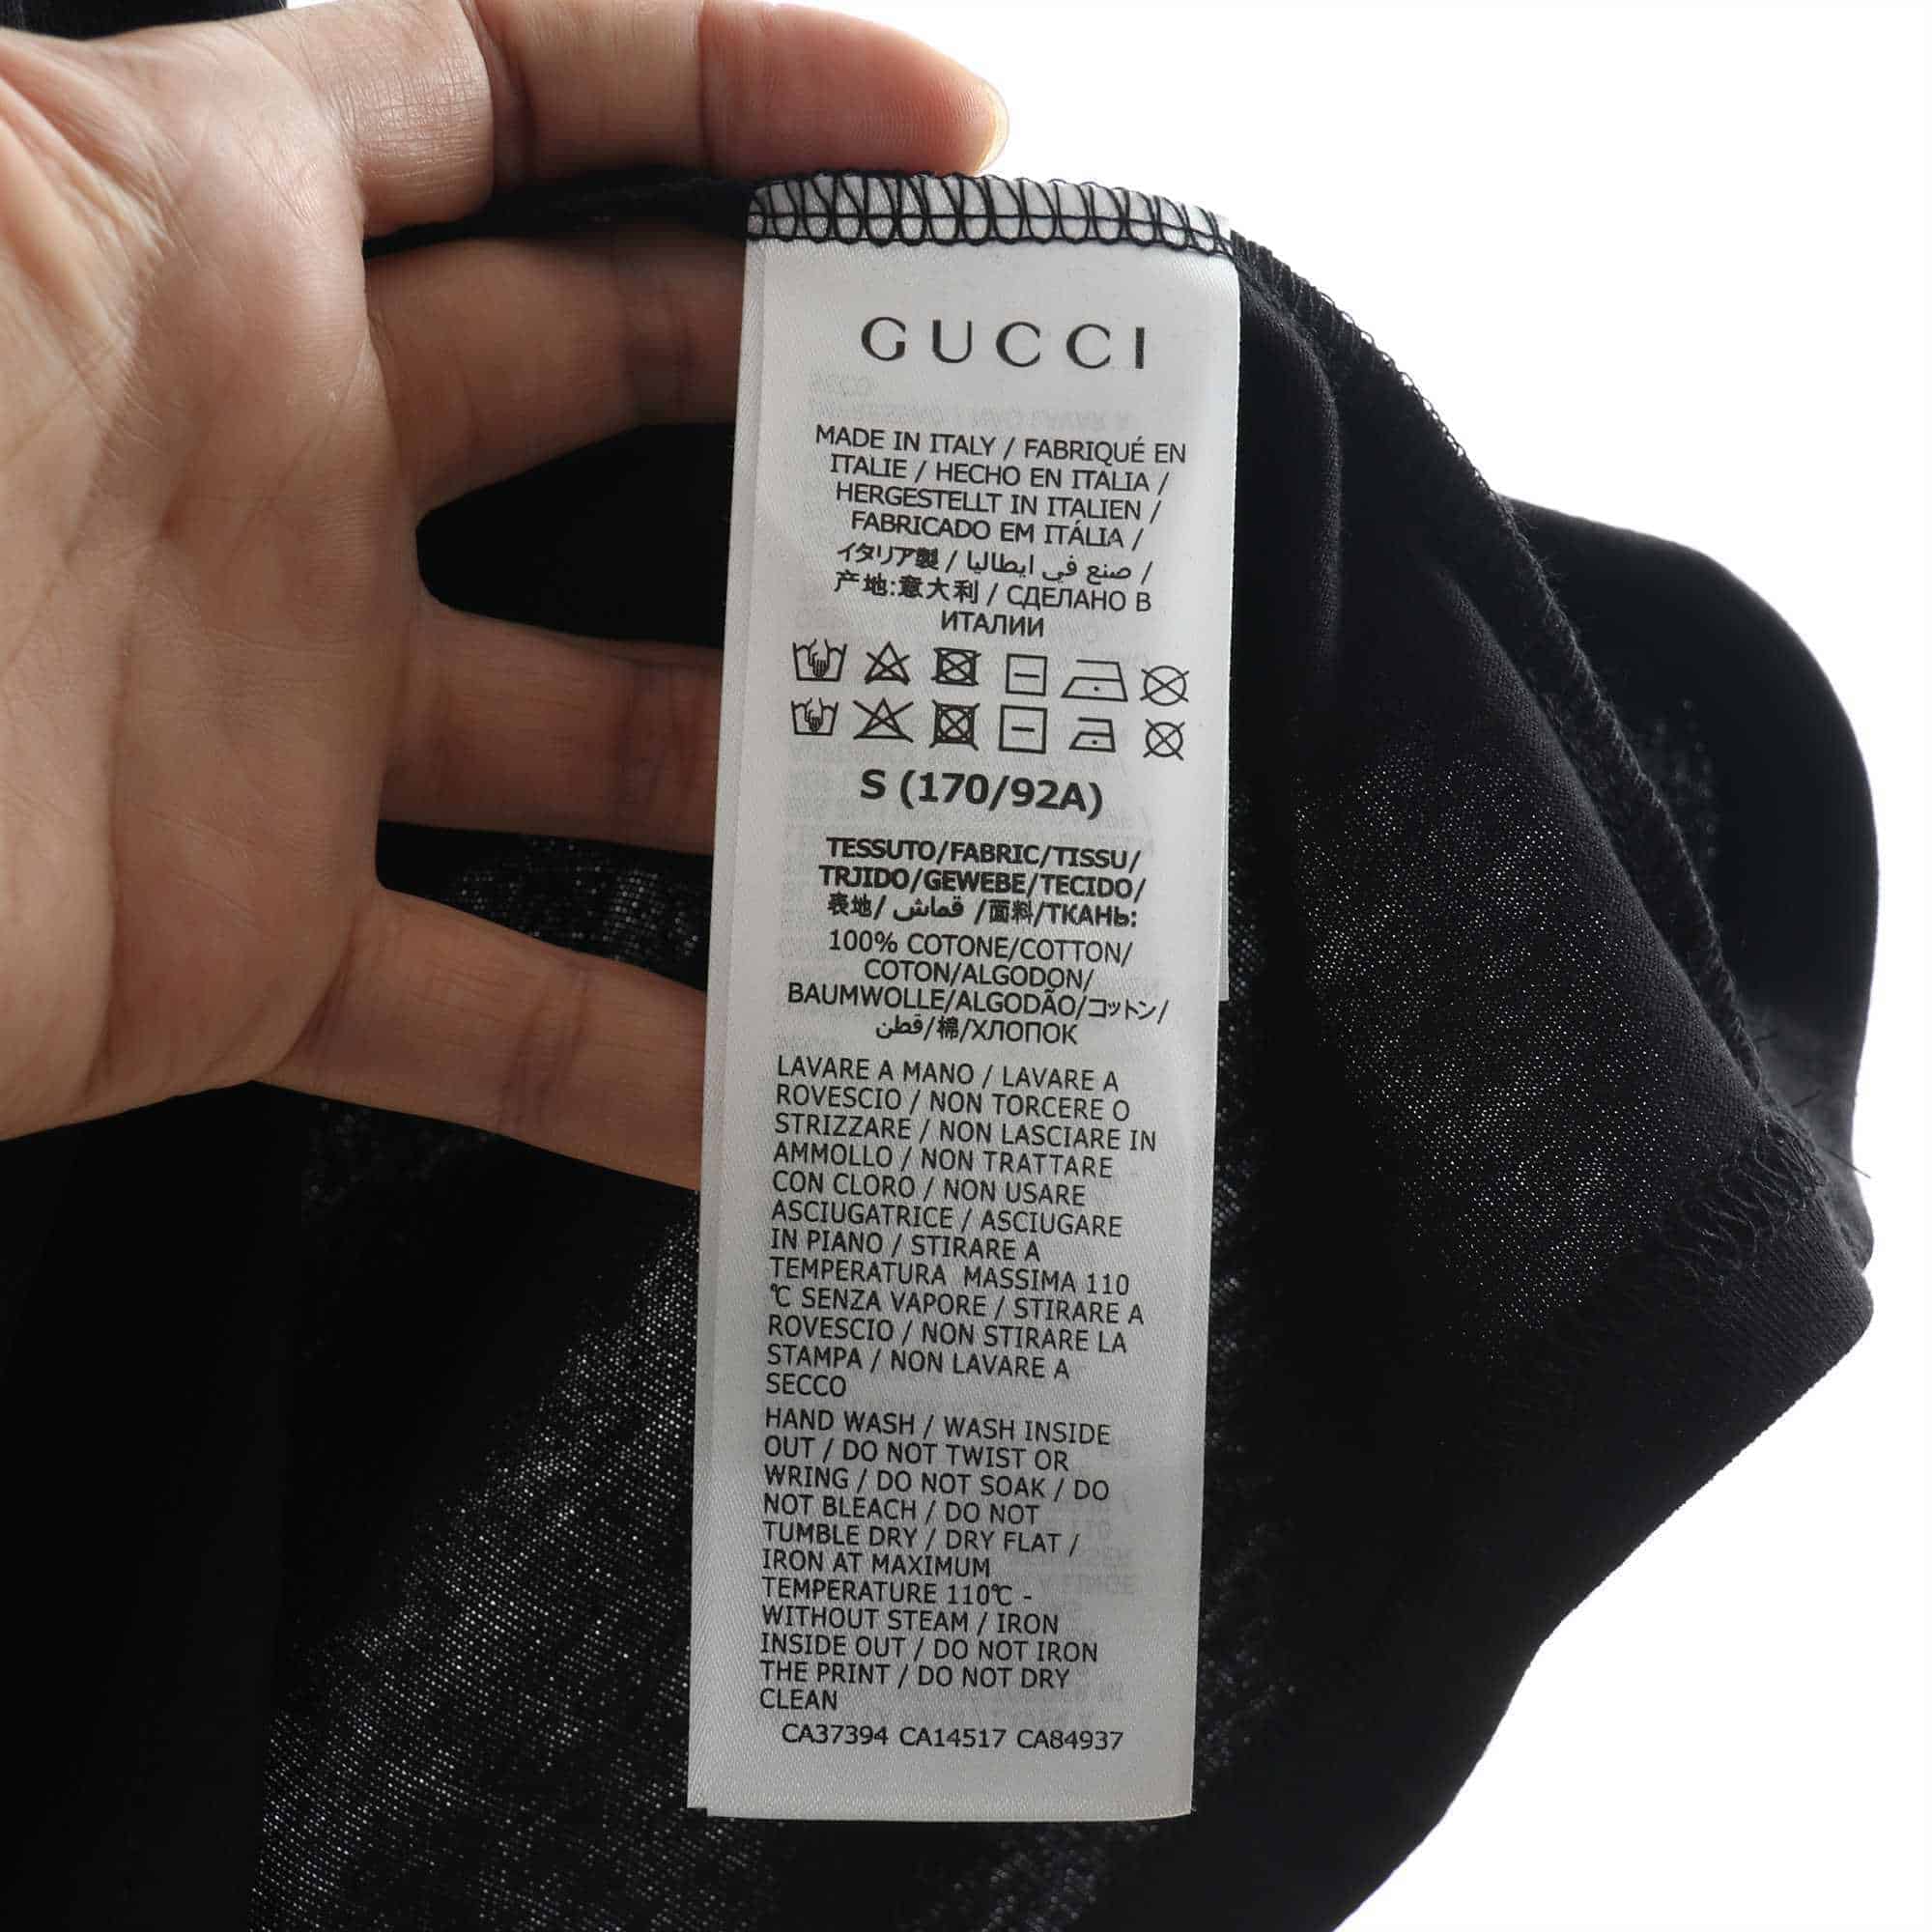 GUCCI
MADE IN ITALY / FABRIQUÉ EN
ITALIE / HECHO EN ITALIA /
HERGESTELLT IN ITALIEN /
FABRICADO EM ITÁLIA /
イタリア製 / صنع في ايطاليا /
产地:意大利 / СДЕЛАНО В
ИТАЛИИ
S (170/92A)
TESSUTO/FABRIC/TISSU/
TRJIDO/GEWEBE/TECIDO/
表地/ قماش /面料/ТКАНЬ:
100% COTONE/COTTON/
COTON/ALGODON/
BAUMWOLLE/ALGODÃO/コットン/
قطن/棉/ХЛОПОК
LAVARE A MANO / LAVARE A
ROVESCIO / NON TORCERE O
STRIZZARE / NON LASCIARE IN
AMMOLLO / NON TRATTARE
CON CLORO / NON USARE
ASCIUGATRICE / ASCIUGARE
IN PIANO / STIRARE A
TEMPERATURA MASSIMA 110
℃ SENZA VAPORE / STIRARE A
ROVESCIO / NON STIRARE LA
STAMPA / NON LAVARE A
SECCO
HAND WASH / WASH INSIDE
OUT / DO NOT TWIST OR
WRING / DO NOT SOAK / DO
NOT BLEACH / DO NOT
TUMBLE DRY / DRY FLAT /
IRON AT MAXIMUM
TEMPERATURE 110℃ -
WITHOUT STEAM / IRON
INSIDE OUT / DO NOT IRON
THE PRINT / DO NOT DRY
CLEAN
CA37394 CA14517 CA84937